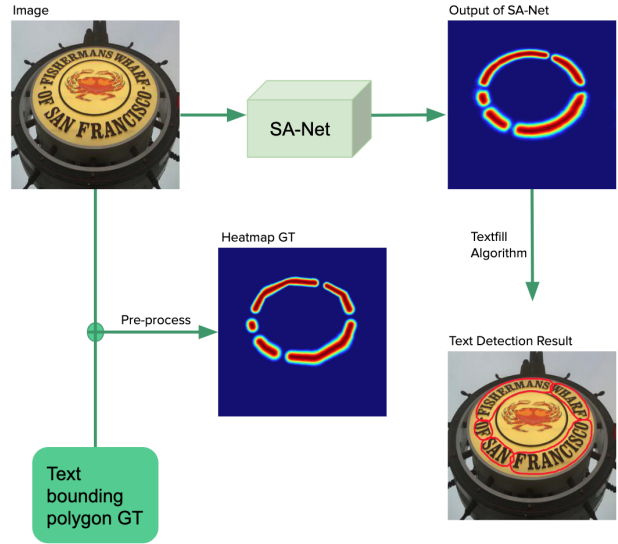 Image
Output of SA-Net
FISHERMANS WHARF
OF SAN FRANCISCO
SA-Net
Heatmap GT
Textfill
Algorithm
Pre-process
Text Detection Result
FISHERMANS WHARF
OF SAN FRANCISCO
Text
bounding
polygon GT